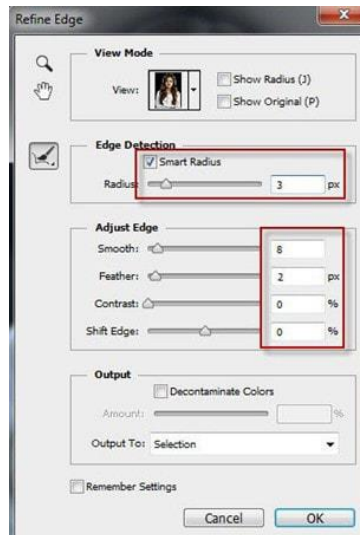 Refine Edge
View Mode
View:
Show Radius (J)
Show Original (P)
Edge Detection
Smart Radius
Radius: 3 px
Adjust Edge
Smooth: 8
Feather: 2 px
Contrast: 0 %
Shift Edge: 0 %
Output
Decontaminate Colors
Amount: %
Output To: Selection
Remember Settings
Cancel OK